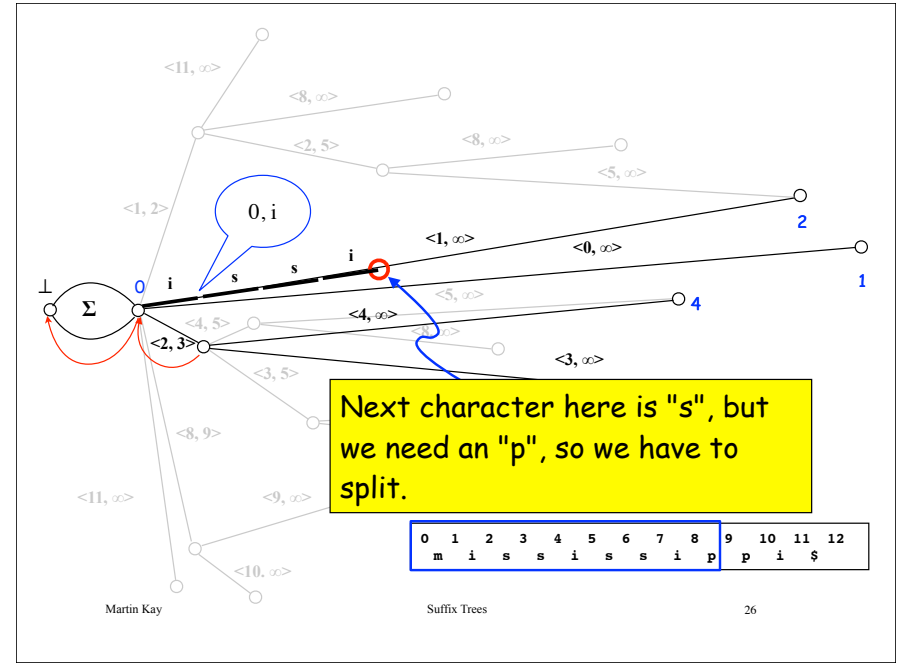 <11, ∞>
<8, ∞>
<2, 5>
<8, ∞>
<5, ∞>
<1, 2>
0, i
2
<1, ∞>
<0, ∞>
i s s i
1
⊥
Σ
0
<5, ∞>
4
<4, 5>
<4, ∞>
<8, ∞>
<2, 3>
<3, ∞>
<3, 5>
Next character here is "s", but
we need an "p", so we have to
split.
<8, 9>
<11, ∞>
<9, ∞>
0 1 2 3 4 5 6 7 8 9 10 11 12
m i s s i s s i p p i $
<10. ∞>
Martin Kay Suffix Trees 26